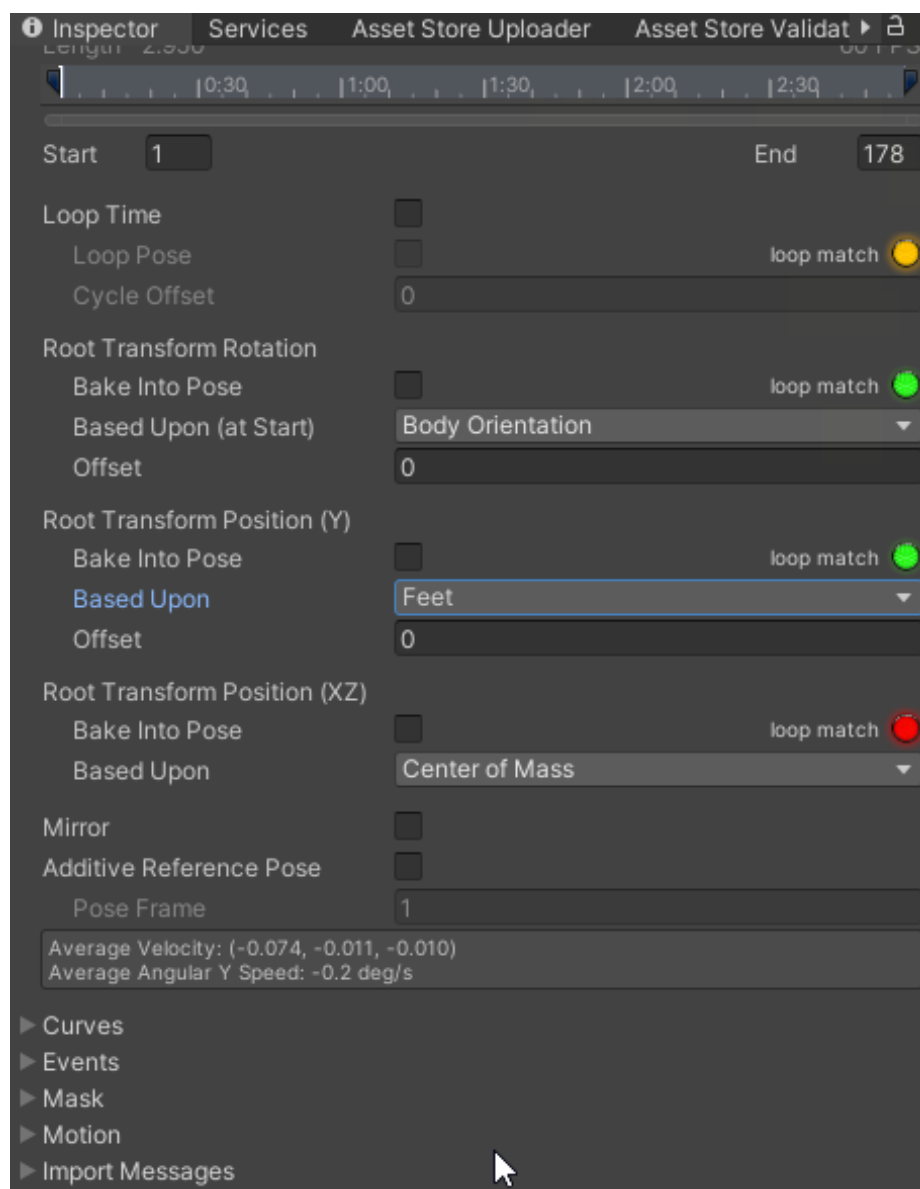 Inspector Services Asset Store Uploader Asset Store Validat
Length 2.950 60 FPS
0:30 1:00 1:30 2:00 2:30
Start 1 End 178
Loop Time
Loop Pose loop match
Cycle Offset 0
Root Transform Rotation
Bake Into Pose loop match
Based Upon (at Start) Body Orientation
Offset 0
Root Transform Position (Y)
Bake Into Pose loop match
Based Upon Feet
Offset 0
Root Transform Position (XZ)
Bake Into Pose loop match
Based Upon Center of Mass
Mirror
Additive Reference Pose
Pose Frame 1
Average Velocity: (-0.074, -0.011, -0.010)
Average Angular Y Speed: -0.2 deg/s
Curves
Events
Mask
Motion
Import Messages